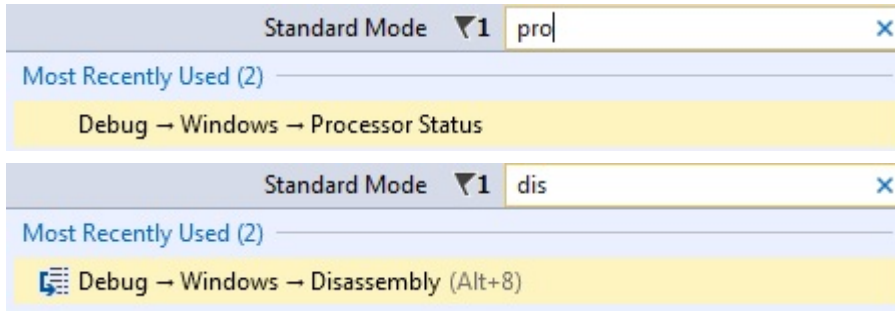 Standard Mode 1 pro
Most Recently Used (2)
Debug → Windows → Processor Status
Standard Mode 1 dis
Most Recently Used (2)
Debug → Windows → Disassembly (Alt+8)